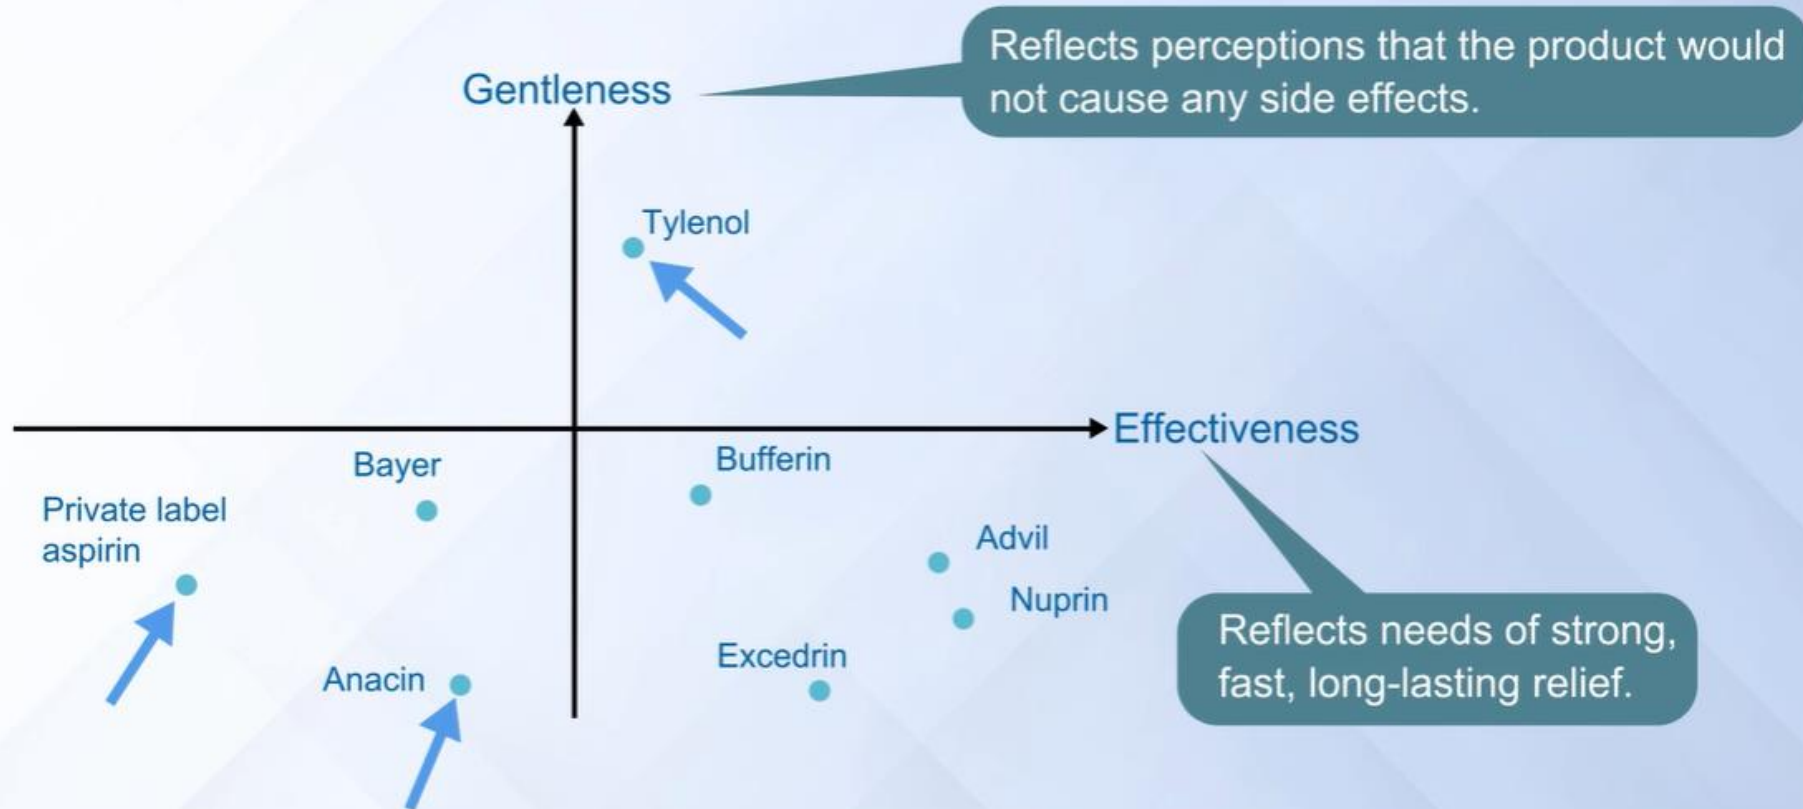 Reflects perceptions that the product would
not cause any side effects.
Gentleness
Tylenol
Effectiveness
Bayer
Bufferin
Private label
aspirin
Advil
Nuprin
Reflects needs of strong,
fast, long-lasting relief.
Excedrin
Anacin